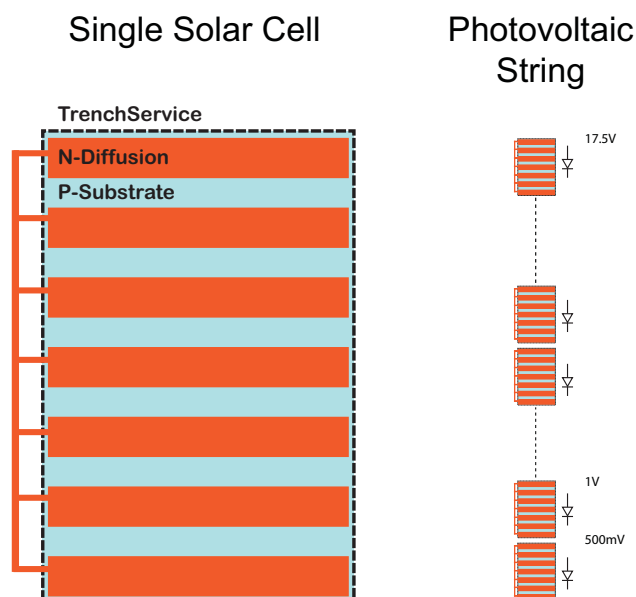 Single Solar Cell
Photovoltaic
String
TrenchService
N-Diffusion
P-Substrate
17.5V
1V
500mV